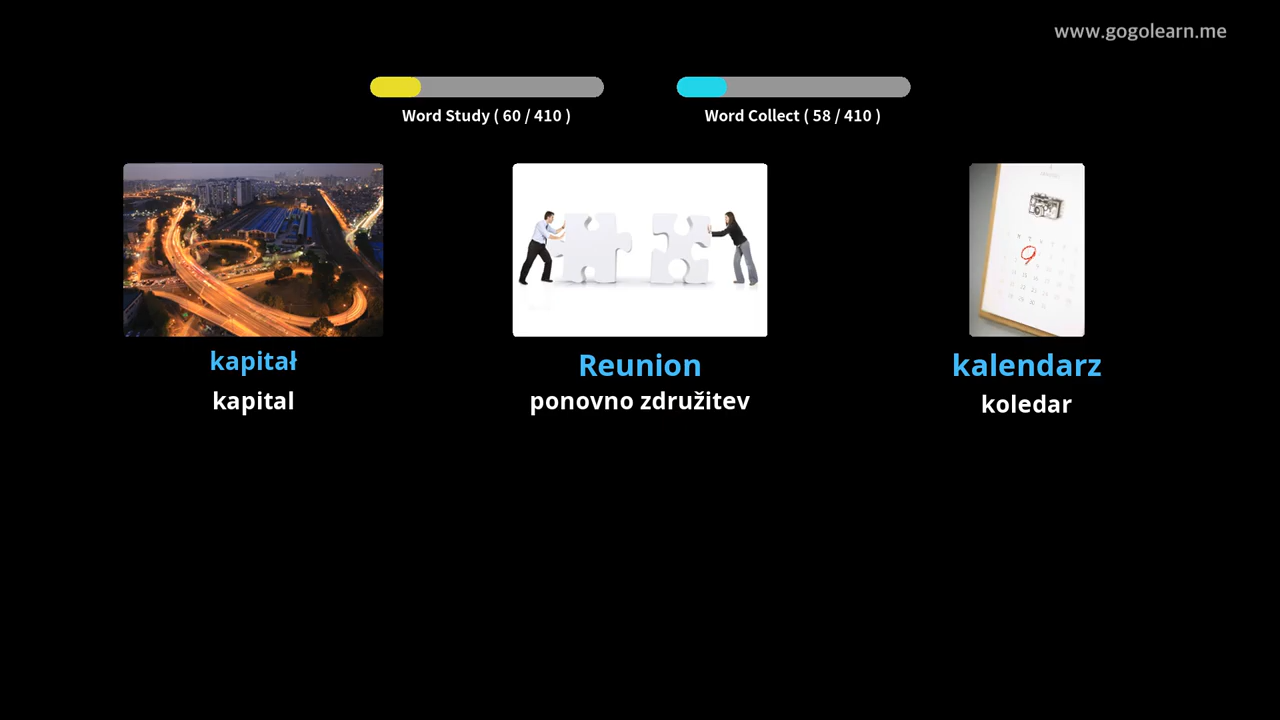 www.gogolearn.me
Word Study ( 60 / 410 )
Word Collect ( 58 / 410 )
kapitał
kapital
Reunion
ponovno združitev
kalendarz
koledar